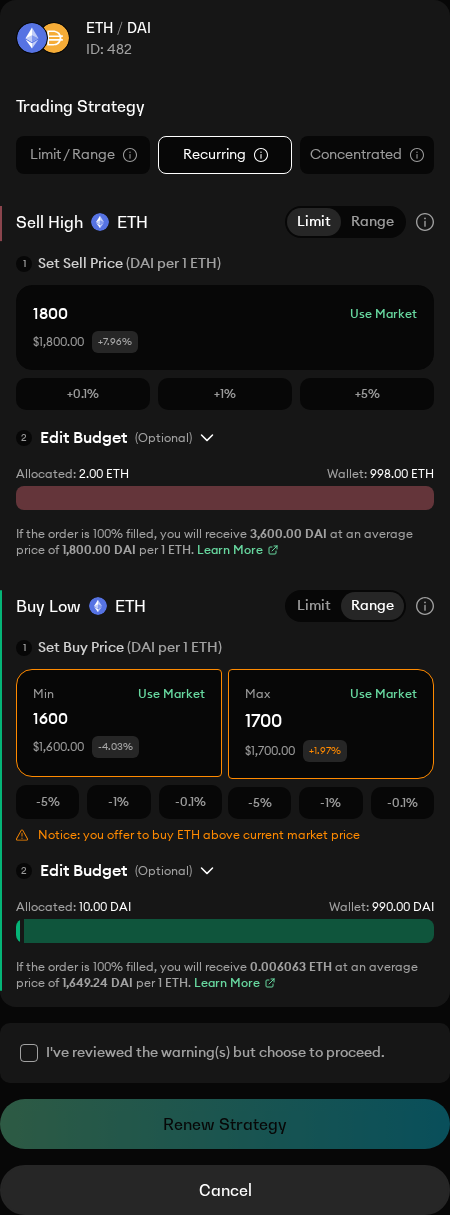 ETH / DAI
ID: 482
Trading Strategy
Limit / Range Recurring Concentrated
Sell High ETH Limit Range
1 Set Sell Price (DAI per 1 ETH)
1800 Use Market
$1,800.00 +7.96%
+0.1% +1% +5%
2 Edit Budget (Optional)
Allocated: 2.00 ETH Wallet: 998.00 ETH
If the order is 100% filled, you will receive 3,600.00 DAI at an average
price of 1,800.00 DAI per 1 ETH. Learn More
Buy Low ETH Limit Range
1 Set Buy Price (DAI per 1 ETH)
Min Use Market Max Use Market
1600 1700
$1,600.00 -4.03% $1,700.00 +1.97%
-5% -1% -0.1% -5% -1% -0.1%
Notice: you offer to buy ETH above current market price
2 Edit Budget (Optional)
Allocated: 10.00 DAI Wallet: 990.00 DAI
If the order is 100% filled, you will receive 0.006063 ETH at an average
price of 1,649.24 DAI per 1 ETH. Learn More
I've reviewed the warning(s) but choose to proceed.
Renew Strategy
Cancel